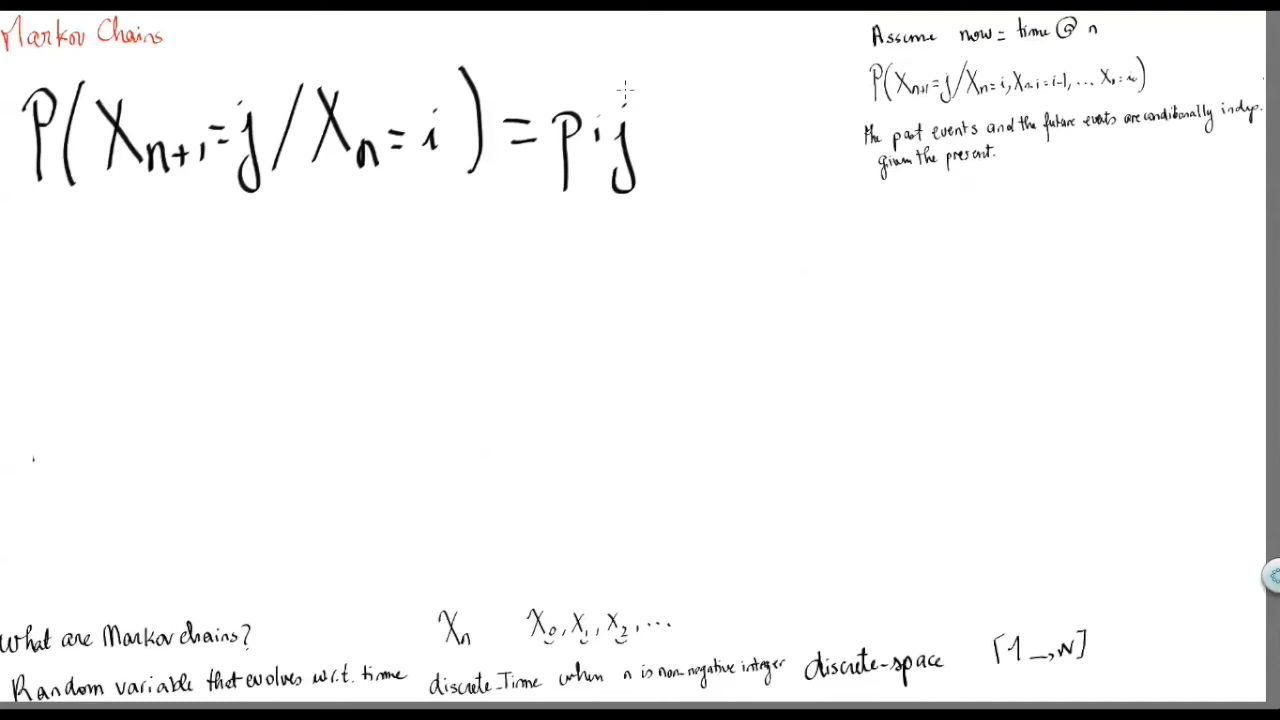 Markov Chains
P(Xn+1=j/Xn=i)=pij
Assume now = time @ n
P(Xn+1=j/Xn=i,Xn-1=i-1,...
The past events and the future events are conditionally indep.
given the present.
What are Markov chains?
Xn X0, X1, X2, ...
Random variable that evolves w.r.t. time
discrete-Time when n is non-negative integer
discrete-space [1→N]